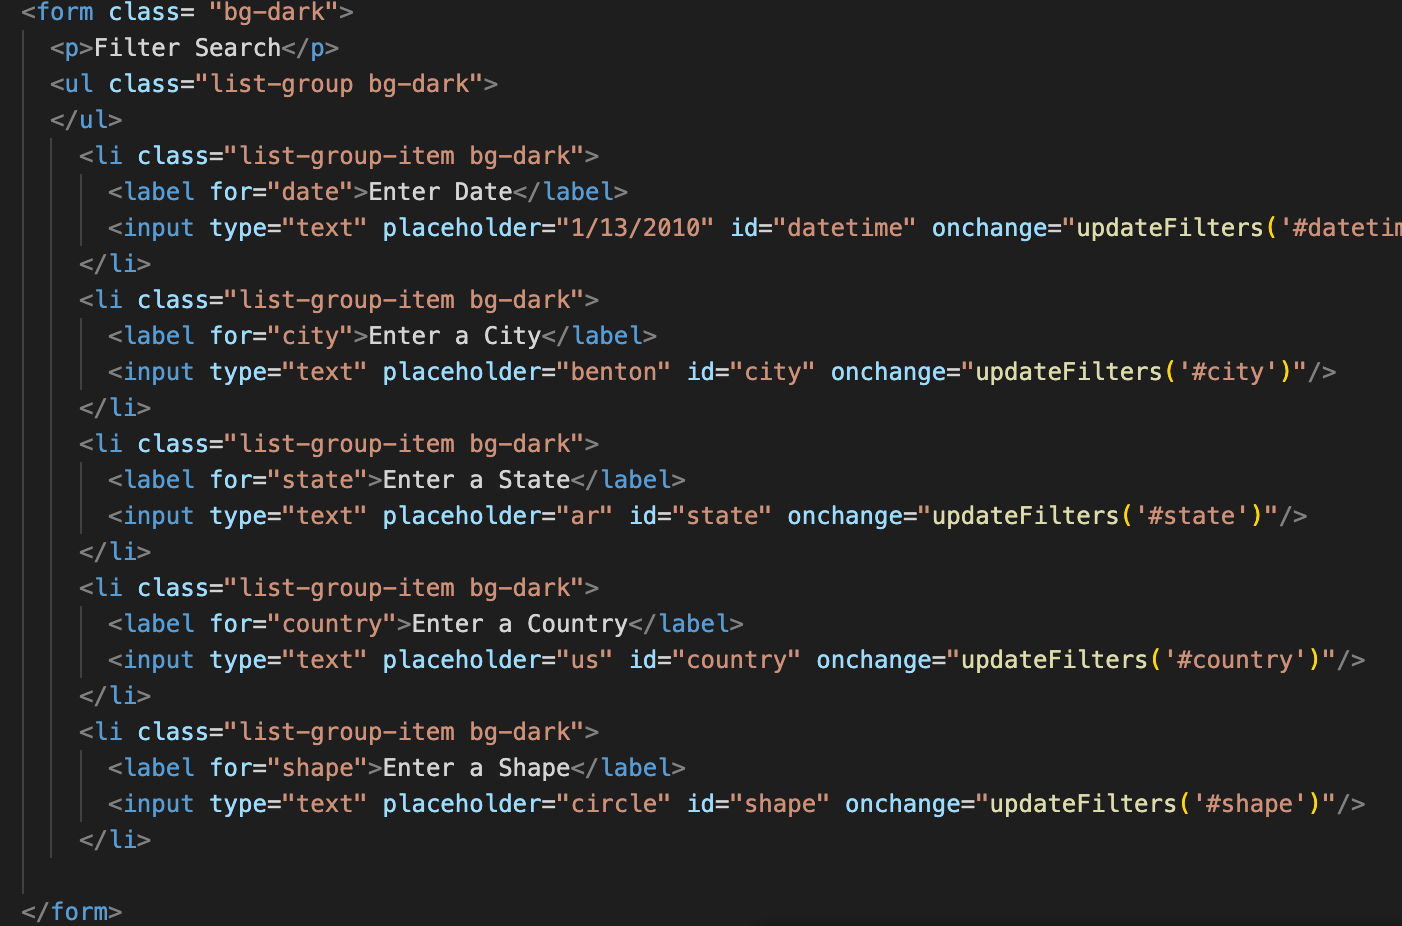 <form class= "bg-dark">
<p>Filter Search</p>
<ul class="list-group bg-dark">
</ul>
<li class="list-group-item bg-dark">
<label for="date">Enter Date</label>
<input type="text" placeholder="1/13/2010" id="datetime" onchange="updateFilters('#datetim
</li>
<li class="list-group-item bg-dark">
<label for="city">Enter a City</label>
<input type="text" placeholder="benton" id="city" onchange="updateFilters('#city')"/>
</li>
<li class="list-group-item bg-dark">
<label for="state">Enter a State</label>
<input type="text" placeholder="ar" id="state" onchange="updateFilters('#state')"/>
</li>
<li class="list-group-item bg-dark">
<label for="country">Enter a Country</label>
<input type="text" placeholder="us" id="country" onchange="updateFilters('#country')"/>
</li>
<li class="list-group-item bg-dark">
<label for="shape">Enter a Shape</label>
<input type="text" placeholder="circle" id="shape" onchange="updateFilters('#shape')"/>
</li>
</form>